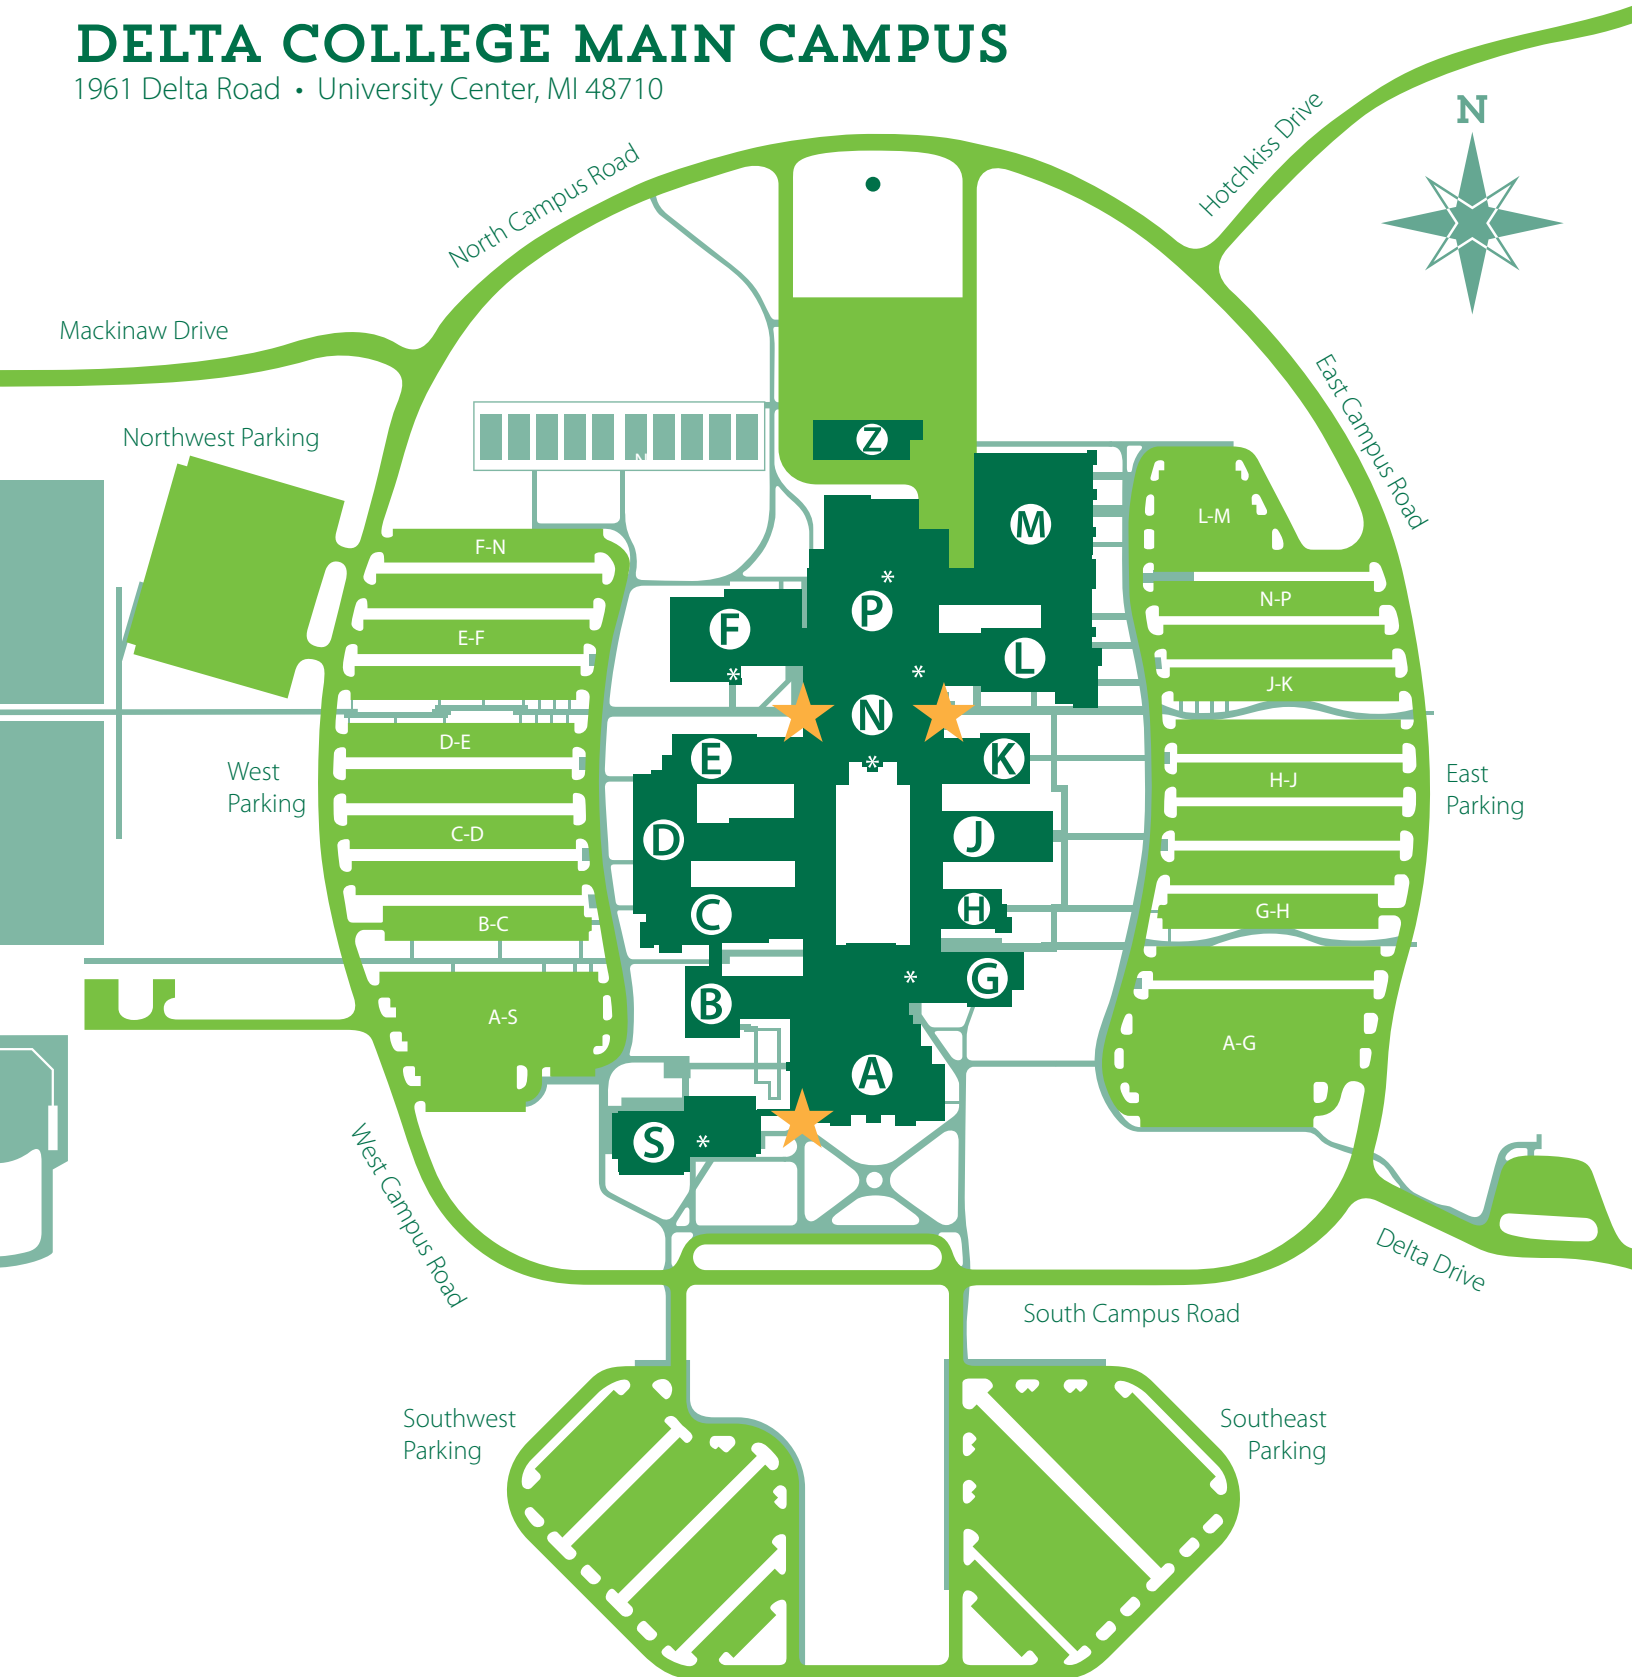 DELTA COLLEGE MAIN CAMPUS
1961 Delta Road • University Center, MI 48710
N
Hotchkiss Drive
North Campus Road
Mackinaw Drive
East Campus Road
Northwest Parking
Z
N
M
L-M
F-N
P
*
N-P
F
E-F
L
*
*
J-K
N
D-E
E
K
*
West
Parking
H-J
East
Parking
D
J
C-D
C
H
G-H
B-C
*
G
B
A-S
A-G
A
S
*
West Campus Road
Delta Drive
South Campus Road
Southwest
Parking
Southeast
Parking